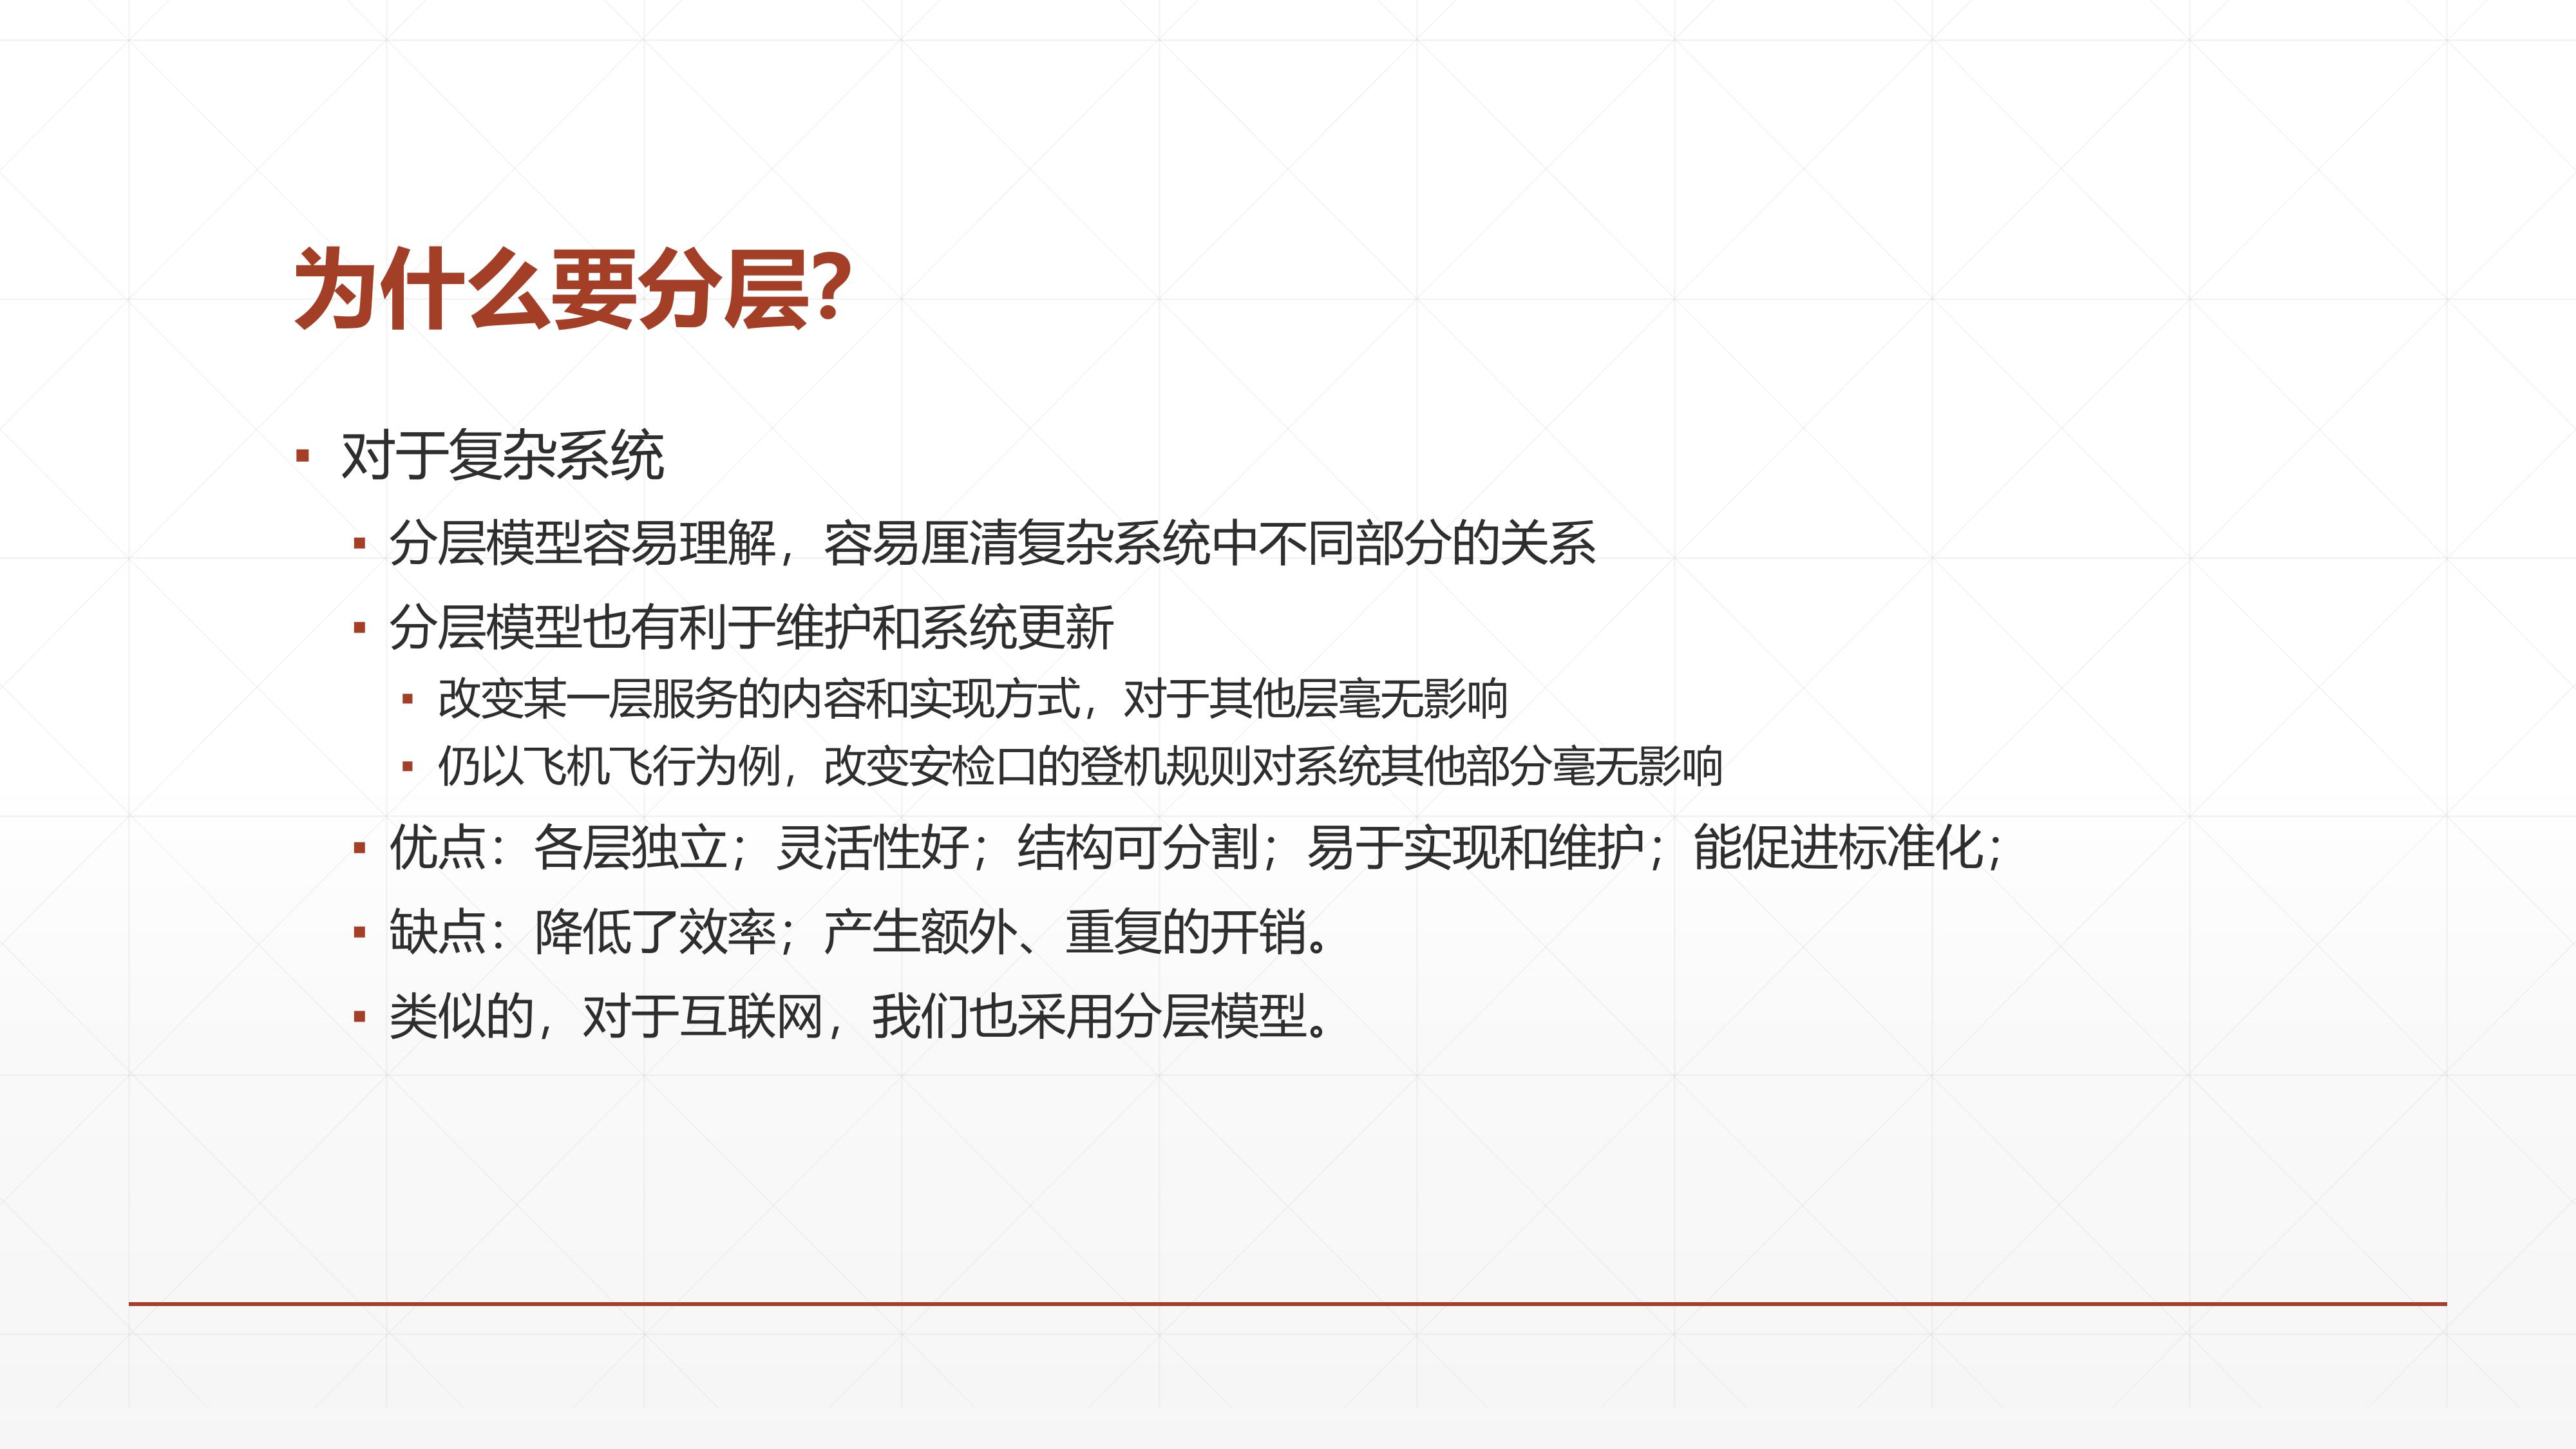 为什么要分层？
▪ 对于复杂系统
▪ 分层模型容易理解，容易厘清复杂系统中不同部分的关系
▪ 分层模型也有利于维护和系统更新
▪ 改变某一层服务的内容和实现方式，对于其他层毫无影响
▪ 仍以飞机飞行为例，改变安检口的登机规则对系统其他部分毫无影响
▪ 优点：各层独立；灵活性好；结构可分割；易于实现和维护；能促进标准化；
▪ 缺点：降低了效率；产生额外、重复的开销。
▪ 类似的，对于互联网，我们也采用分层模型。